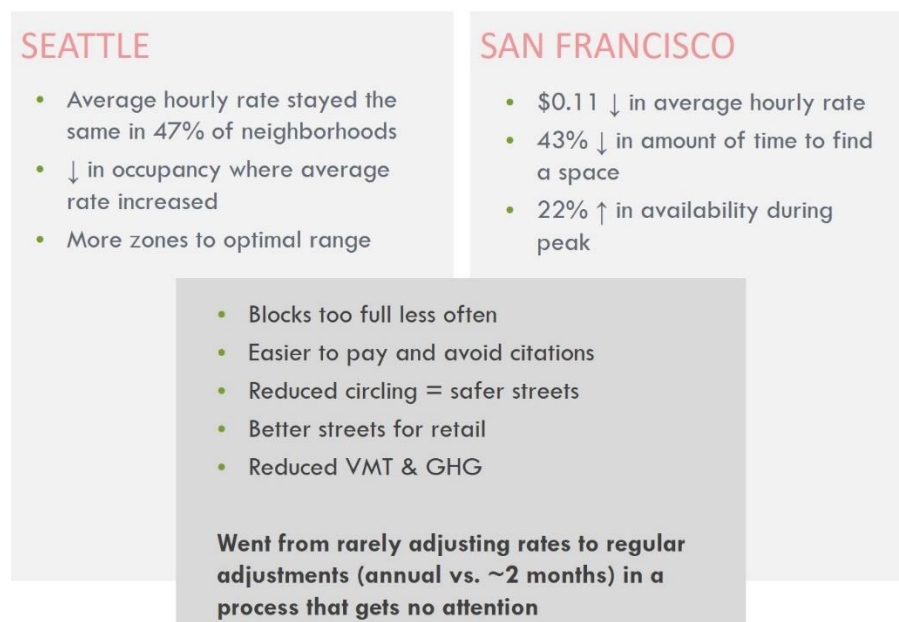 SEATTLE
• Average hourly rate stayed the
same in 47% of neighborhoods
• ↓ in occupancy where average
rate increased
• More zones to optimal range
SAN FRANCISCO
• $0.11 ↓ in average hourly rate
• 43% ↓ in amount of time to find
a space
• 22% ↑ in availability during
peak
• Blocks too full less often
• Easier to pay and avoid citations
• Reduced circling = safer streets
• Better streets for retail
• Reduced VMT & GHG
Went from rarely adjusting rates to regular
adjustments (annual vs. ~2 months) in a
process that gets no attention